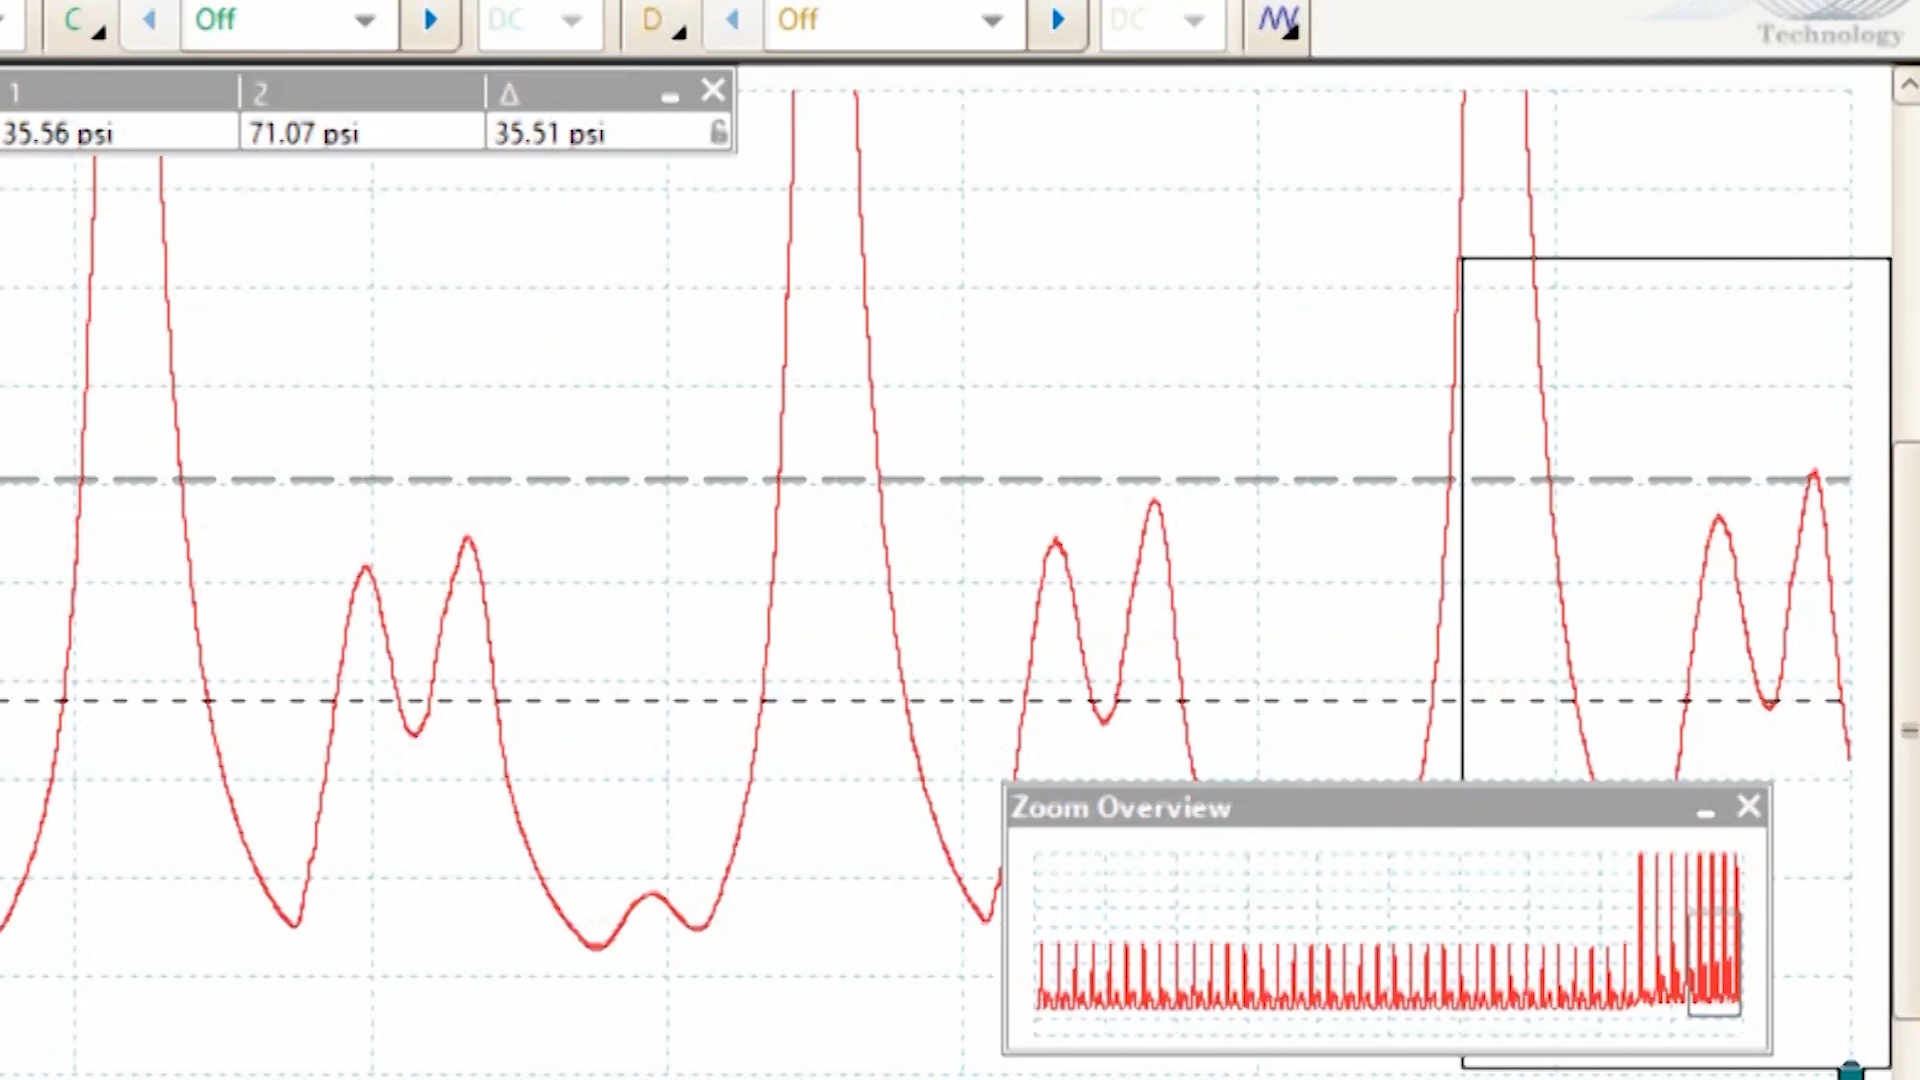 C Off DC D Off DC
Technology
1 2 Δ
35.56 psi 71.07 psi 35.51 psi
Zoom Overview